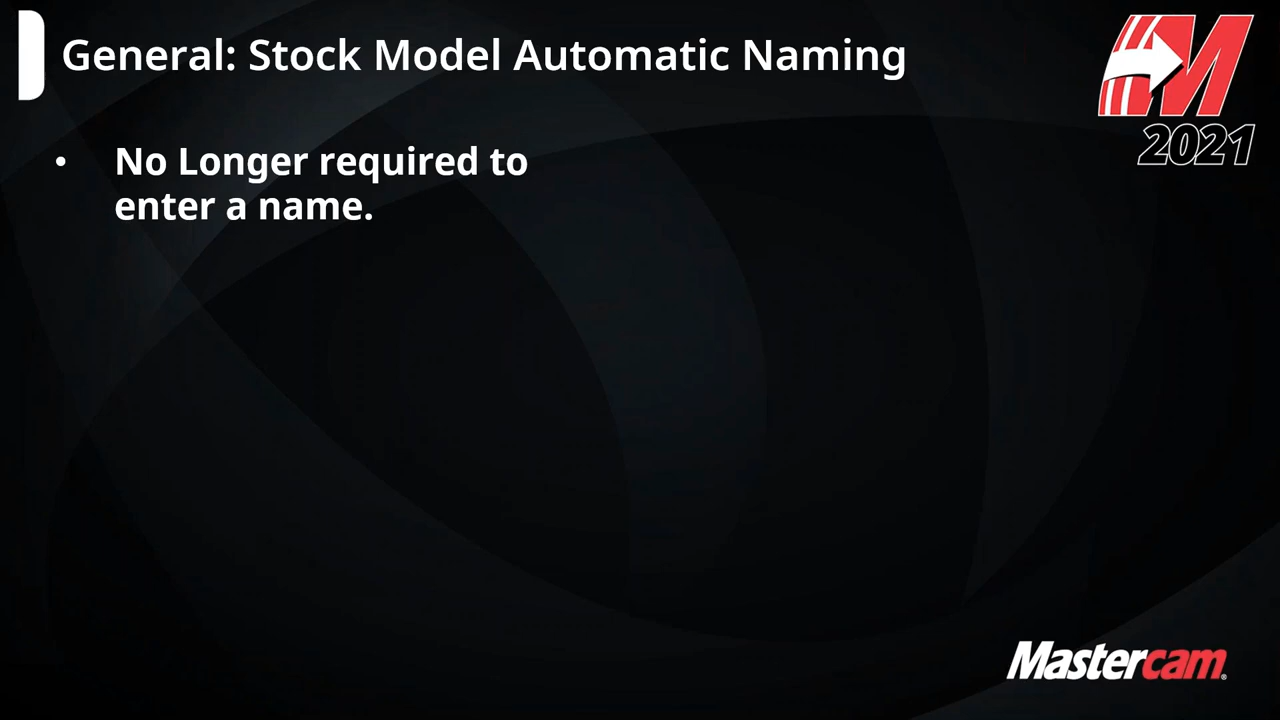 General: Stock Model Automatic Naming
M
2021
• No Longer required to
enter a name.
Mastercam®